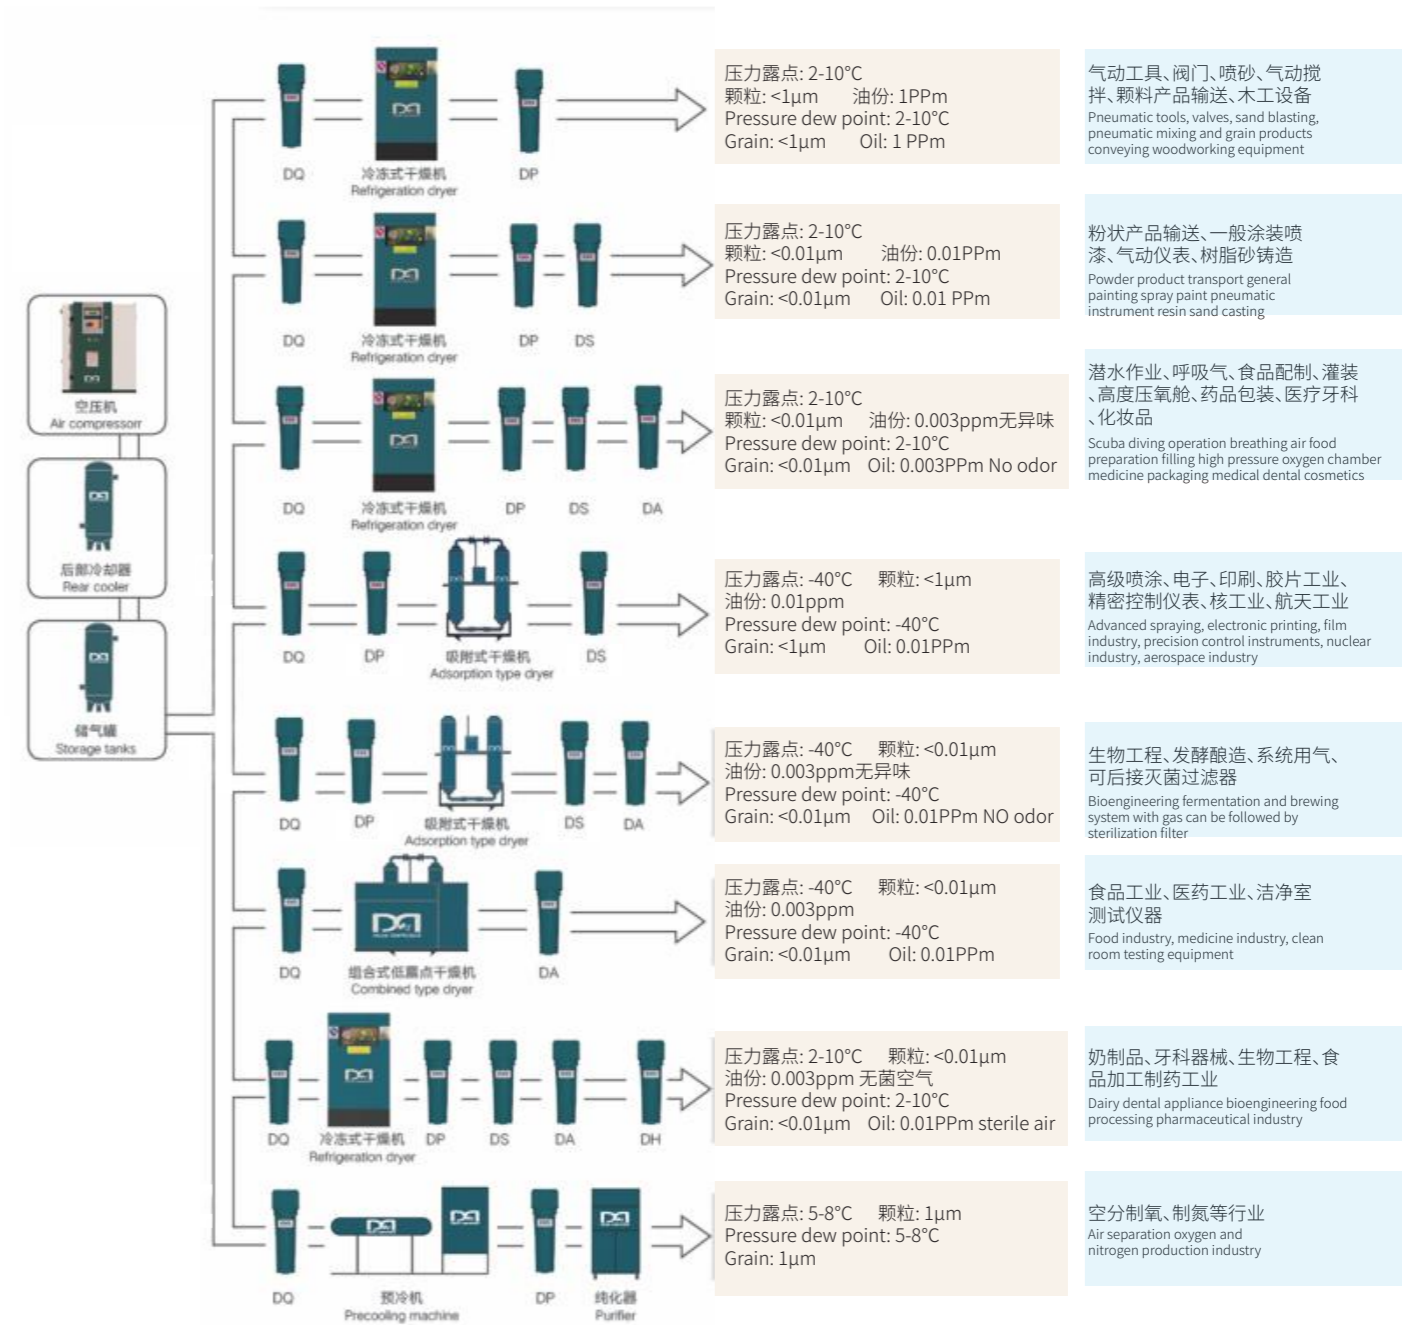 空压机
Air compressorr
后部冷却器
Rear cooler
储气罐
Storage tanks
DQ
冷冻式干燥机
Refrigeration dryer
DP
压力露点: 2-10°C
颗粒: <1μm 油份: 1PPm
Pressure dew point: 2-10°C
Grain: <1μm Oil: 1 PPm
气动工具、阀门、喷砂、气动搅
拌、颗料产品输送、木工设备
Pneumatic tools, valves, sand blasting,
pneumatic mixing and grain products
conveying woodworking equipment
DQ
冷冻式干燥机
Refrigeration dryer
DP
DS
压力露点: 2-10°C
颗粒: <0.01μm 油份: 0.01PPm
Pressure dew point: 2-10°C
Grain: <0.01μm Oil: 0.01 PPm
粉状产品输送、一般涂装喷
漆、气动仪表、树脂砂铸造
Powder product transport general
painting spray paint pneumatic
instrument resin sand casting
DQ
冷冻式干燥机
Refrigeration dryer
DP
DS
DA
压力露点: 2-10°C
颗粒: <0.01μm 油份: 0.003ppm无异味
Pressure dew point: 2-10°C
Grain: <0.01μm Oil: 0.003PPm No odor
潜水作业、呼吸气、食品配制、灌装
、高度压氧舱、药品包装、医疗牙科
、化妆品
Scuba diving operation breathing air food
preparation filling high pressure oxygen chamber
medicine packaging medical dental cosmetics
DQ
DP
吸附式干燥机
Adsorption type dryer
DS
压力露点: -40°C 颗粒: <1μm
油份: 0.01ppm
Pressure dew point: -40°C
Grain: <1μm Oil: 0.01PPm
高级喷涂、电子、印刷、胶片工业、
精密控制仪表、核工业、航天工业
Advanced spraying, electronic printing, film
industry, precision control instruments, nuclear
industry, aerospace industry
DQ
DP
吸附式干燥机
Adsorption type dryer
DS
DA
压力露点: -40°C 颗粒: <0.01μm
油份: 0.003ppm无异味
Pressure dew point: -40°C
Grain: <0.01μm Oil: 0.01PPm NO odor
生物工程、发酵酿造、系统用气、
可后接灭菌过滤器
Bioengineering fermentation and brewing
system with gas can be followed by
sterilization filter
DQ
组合式低露点干燥机
Combined type dryer
DA
压力露点: -40°C 颗粒: <0.01μm
油份: 0.003ppm
Pressure dew point: -40°C
Grain: <0.01μm Oil: 0.01PPm
食品工业、医药工业、洁净室
测试仪器
Food industry, medicine industry, clean
room testing equipment
DQ
冷冻式干燥机
Refrigeration dryer
DP
DS
DA
DH
压力露点: 2-10°C 颗粒: <0.01μm
油份: 0.003ppm 无菌空气
Pressure dew point: 2-10°C
Grain: <0.01μm Oil: 0.01PPm sterile air
奶制品、牙科器械、生物工程、食
品加工制药工业
Dairy dental appliance bioengineering food
processing pharmaceutical industry
DQ
预冷机
Precooling machine
DP
纯化器
Purifier
压力露点: 5-8°C 颗粒: 1μm
Pressure dew point: 5-8°C
Grain: 1μm
空分制氧、制氮等行业
Air separation oxygen and
nitrogen production industry